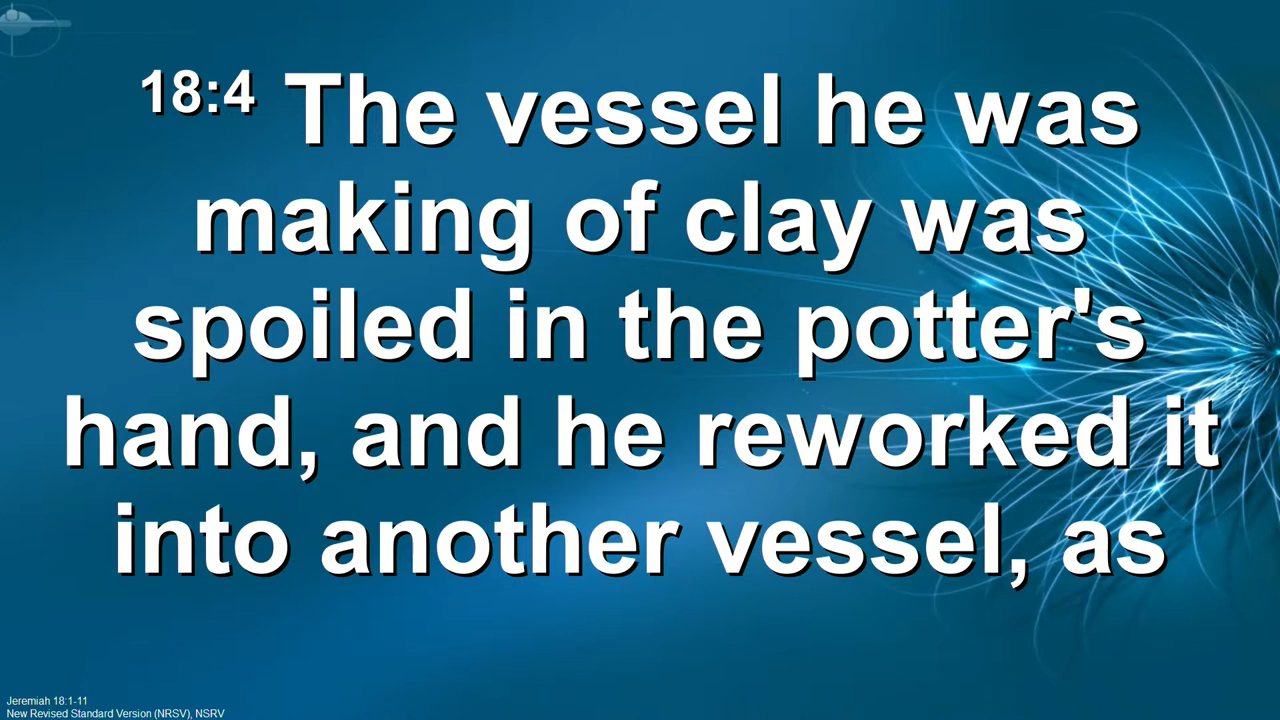 18:4 The vessel he was
making of clay was
spoiled in the potter's
hand, and he reworked it
into another vessel, as
Jeremiah 18:1-11
New Revised Standard Version (NRSV), NSRV